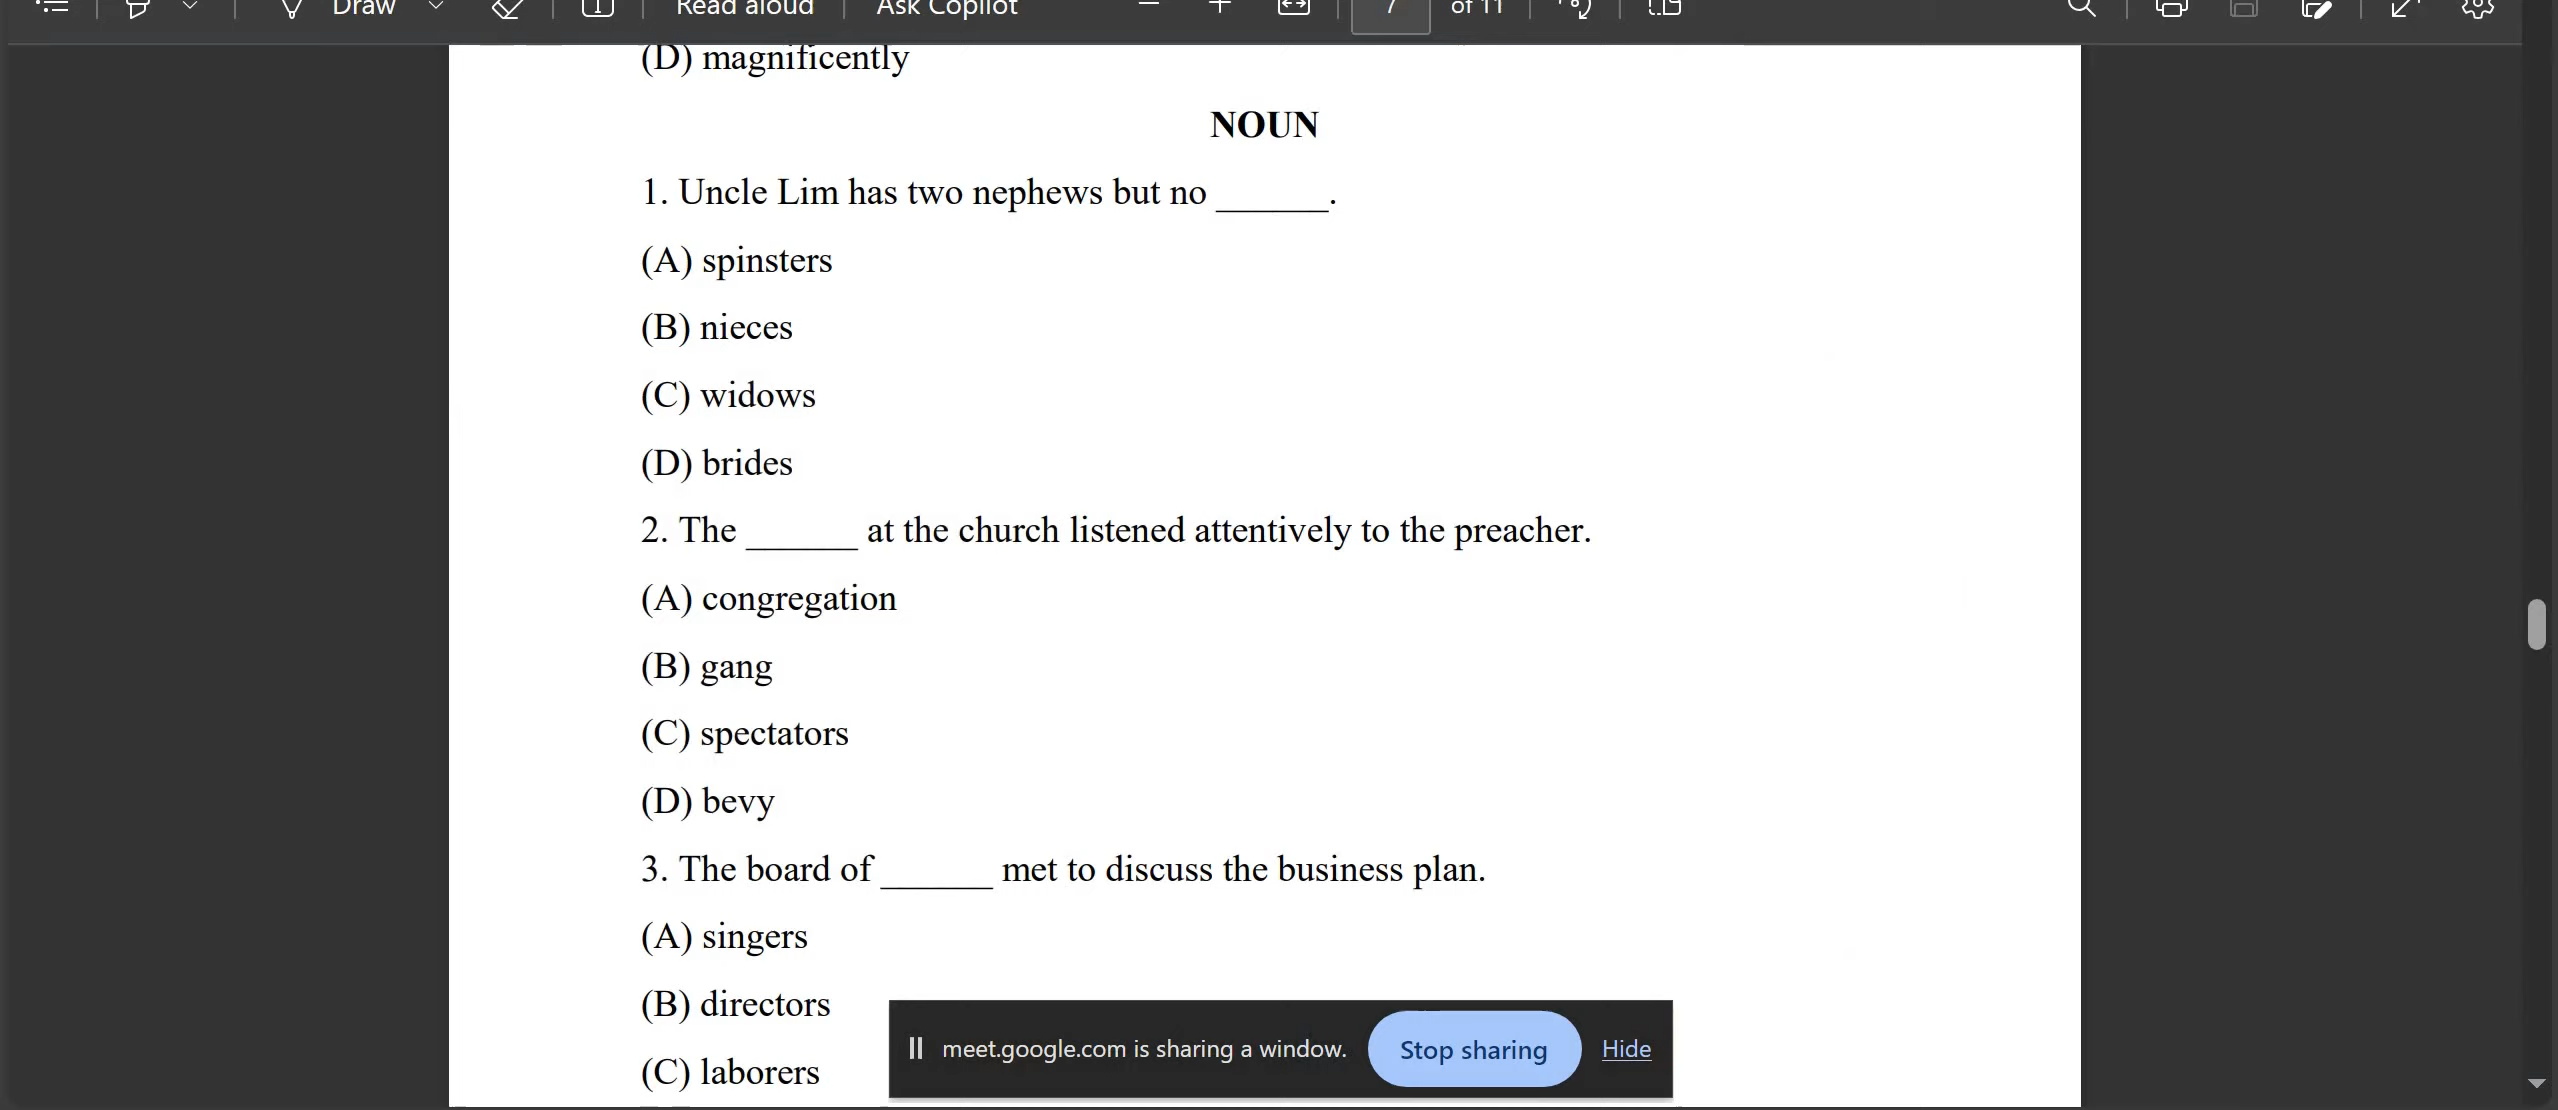 Draw Read aloud Ask Copilot 7 of 11
(D) magnificently
NOUN
1. Uncle Lim has two nephews but no ______.
(A) spinsters
(B) nieces
(C) widows
(D) brides
2. The ______ at the church listened attentively to the preacher.
(A) congregation
(B) gang
(C) spectators
(D) bevy
3. The board of ______ met to discuss the business plan.
(A) singers
(B) directors
(C) laborers
meet.google.com is sharing a window. Stop sharing Hide